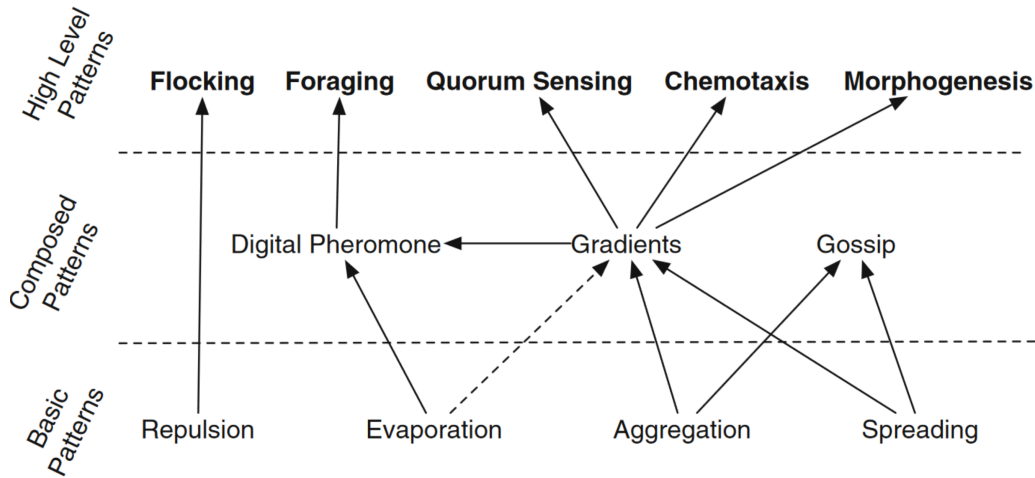 High Level
Patterns
Flocking Foraging Quorum Sensing Chemotaxis Morphogenesis
Composed
Patterns
Digital Pheromone Gradients Gossip
Basic
Patterns
Repulsion Evaporation Aggregation Spreading